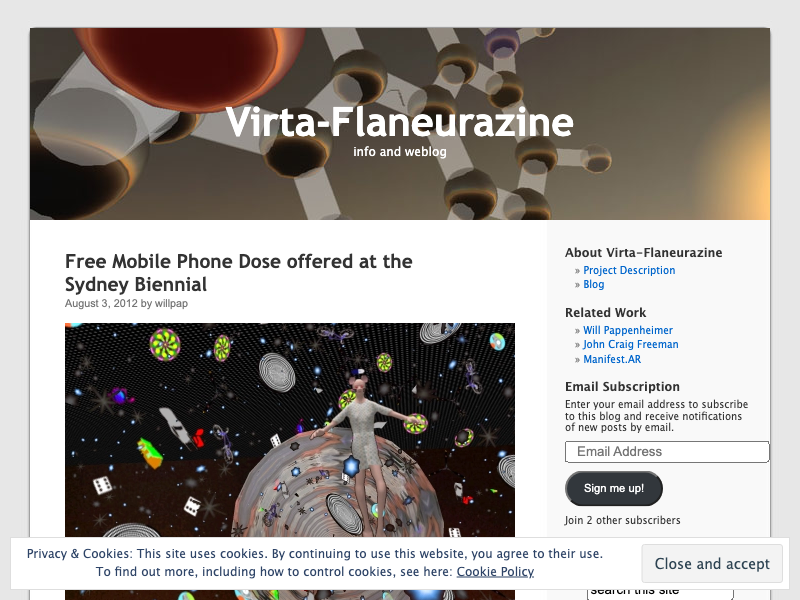 Virta-Flaneurazine
info and weblog
Free Mobile Phone Dose offered at the
Sydney Biennial
August 3, 2012 by willpap
About Virta-Flaneurazine
» Project Description
» Blog
Related Work
» Will Pappenheimer
» John Craig Freeman
» Manifest.AR
Email Subscription
Enter your email address to subscribe
to this blog and receive notifications
of new posts by email.
Email Address
Sign me up!
Join 2 other subscribers
search this site
Privacy & Cookies: This site uses cookies. By continuing to use this website, you agree to their use.
To find out more, including how to control cookies, see here: Cookie Policy
Close and accept